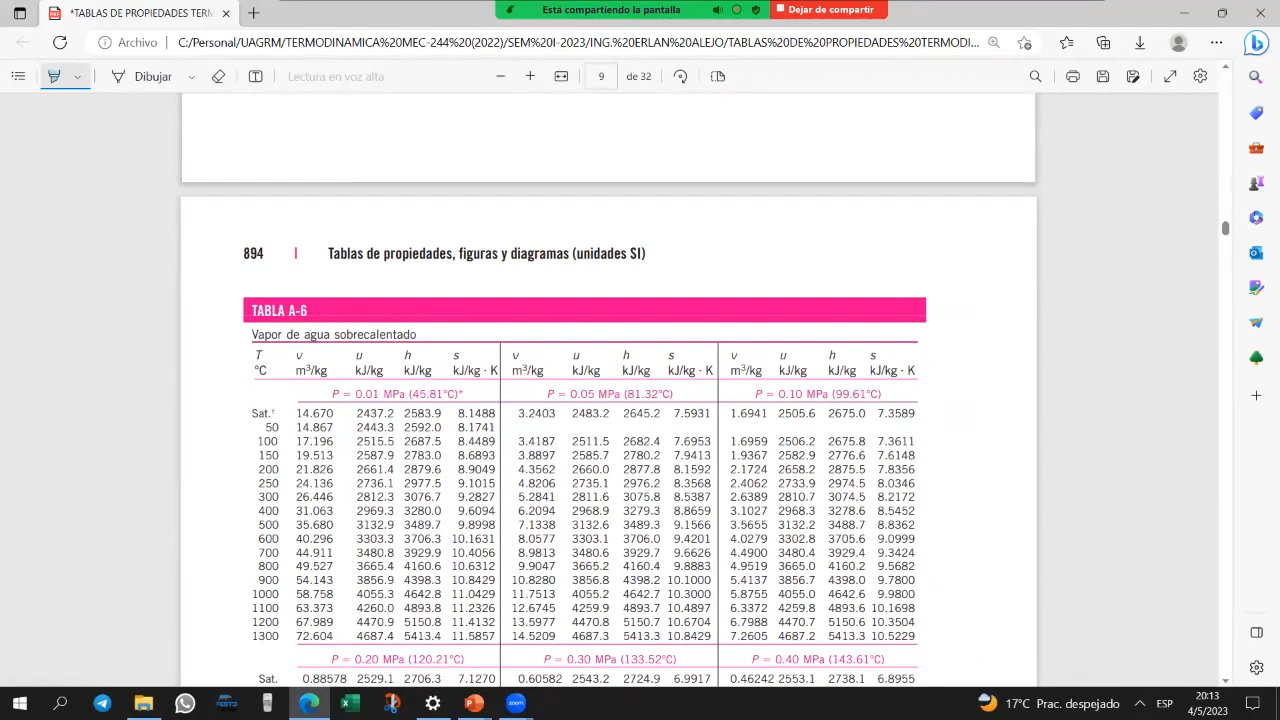 *TABLAS DE PROPIEDADES TERM
Está compartiendo la pantalla
Dejar de compartir
Archivo
C:/Personal/UAGRM/TERMODINAMICA%20MEC-244%20(2022)/SEM%20I-2023/ING.%20ERLAN%20ALEJO/TABLAS%20DE%20PROPIEDADES%20TERMODI...
Dibujar
Lectura en voz alta
9 de 32
894 | Tablas de propiedades, figuras y diagramas (unidades SI)
TABLA A-6
Vapor de agua sobrecalentado
T v u h s v u h s v u h s
°C m³/kg kJ/kg kJ/kg kJ/kg · K m³/kg kJ/kg kJ/kg kJ/kg · K m³/kg kJ/kg kJ/kg kJ/kg · K
P = 0.01 MPa (45.81°C)* P = 0.05 MPa (81.32°C) P = 0.10 MPa (99.61°C)
Sat.† 14.670 2437.2 2583.9 8.1488 3.2403 2483.2 2645.2 7.5931 1.6941 2505.6 2675.0 7.3589
50 14.867 2443.3 2592.0 8.1741
100 17.196 2515.5 2687.5 8.4489 3.4187 2511.5 2682.4 7.6953 1.6959 2506.2 2675.8 7.3611
150 19.513 2587.9 2783.0 8.6893 3.8897 2585.7 2780.2 7.9413 1.9367 2582.9 2776.6 7.6148
200 21.826 2661.4 2879.6 8.9049 4.3562 2660.0 2877.8 8.1592 2.1724 2658.2 2875.5 7.8356
250 24.136 2736.1 2977.5 9.1015 4.8206 2735.1 2976.2 8.3568 2.4062 2733.9 2974.5 8.0346
300 26.446 2812.3 3076.7 9.2827 5.2841 2811.6 3075.8 8.5387 2.6389 2810.7 3074.5 8.2172
400 31.063 2969.3 3280.0 9.6094 6.2094 2968.9 3279.3 8.8659 3.1027 2968.3 3278.6 8.5452
500 35.680 3132.9 3489.7 9.8998 7.1338 3132.6 3489.3 9.1566 3.5655 3132.2 3488.7 8.8362
600 40.296 3303.3 3706.3 10.1631 8.0577 3303.1 3706.0 9.4201 4.0279 3302.8 3705.6 9.0999
700 44.911 3480.8 3929.9 10.4056 8.9813 3480.6 3929.7 9.6626 4.4900 3480.4 3929.4 9.3424
800 49.527 3665.4 4160.6 10.6312 9.9047 3665.2 4160.4 9.8883 4.9519 3665.0 4160.2 9.5682
900 54.143 3856.9 4398.3 10.8429 10.8280 3856.8 4398.2 10.1000 5.4137 3856.7 4398.0 9.7800
1000 58.758 4055.3 4642.8 11.0429 11.7513 4055.2 4642.7 10.3000 5.8755 4055.0 4642.6 9.9800
1100 63.373 4260.0 4893.8 11.2326 12.6745 4259.9 4893.7 10.4897 6.3372 4259.8 4893.6 10.1698
1200 67.989 4470.9 5150.8 11.4132 13.5977 4470.8 5150.7 10.6704 6.7988 4470.7 5150.6 10.3504
1300 72.604 4687.4 5413.4 11.5857 14.5209 4687.3 5413.3 10.8429 7.2605 4687.2 5413.3 10.5229
P = 0.20 MPa (120.21°C) P = 0.30 MPa (133.52°C) P = 0.40 MPa (143.61°C)
Sat. 0.88578 2529.1 2706.3 7.1270 0.60582 2543.2 2724.9 6.9917 0.46242 2553.1 2738.1 6.8955
FESTO
zoom
17°C Prac. despejado
ESP
20:13
4/5/2023